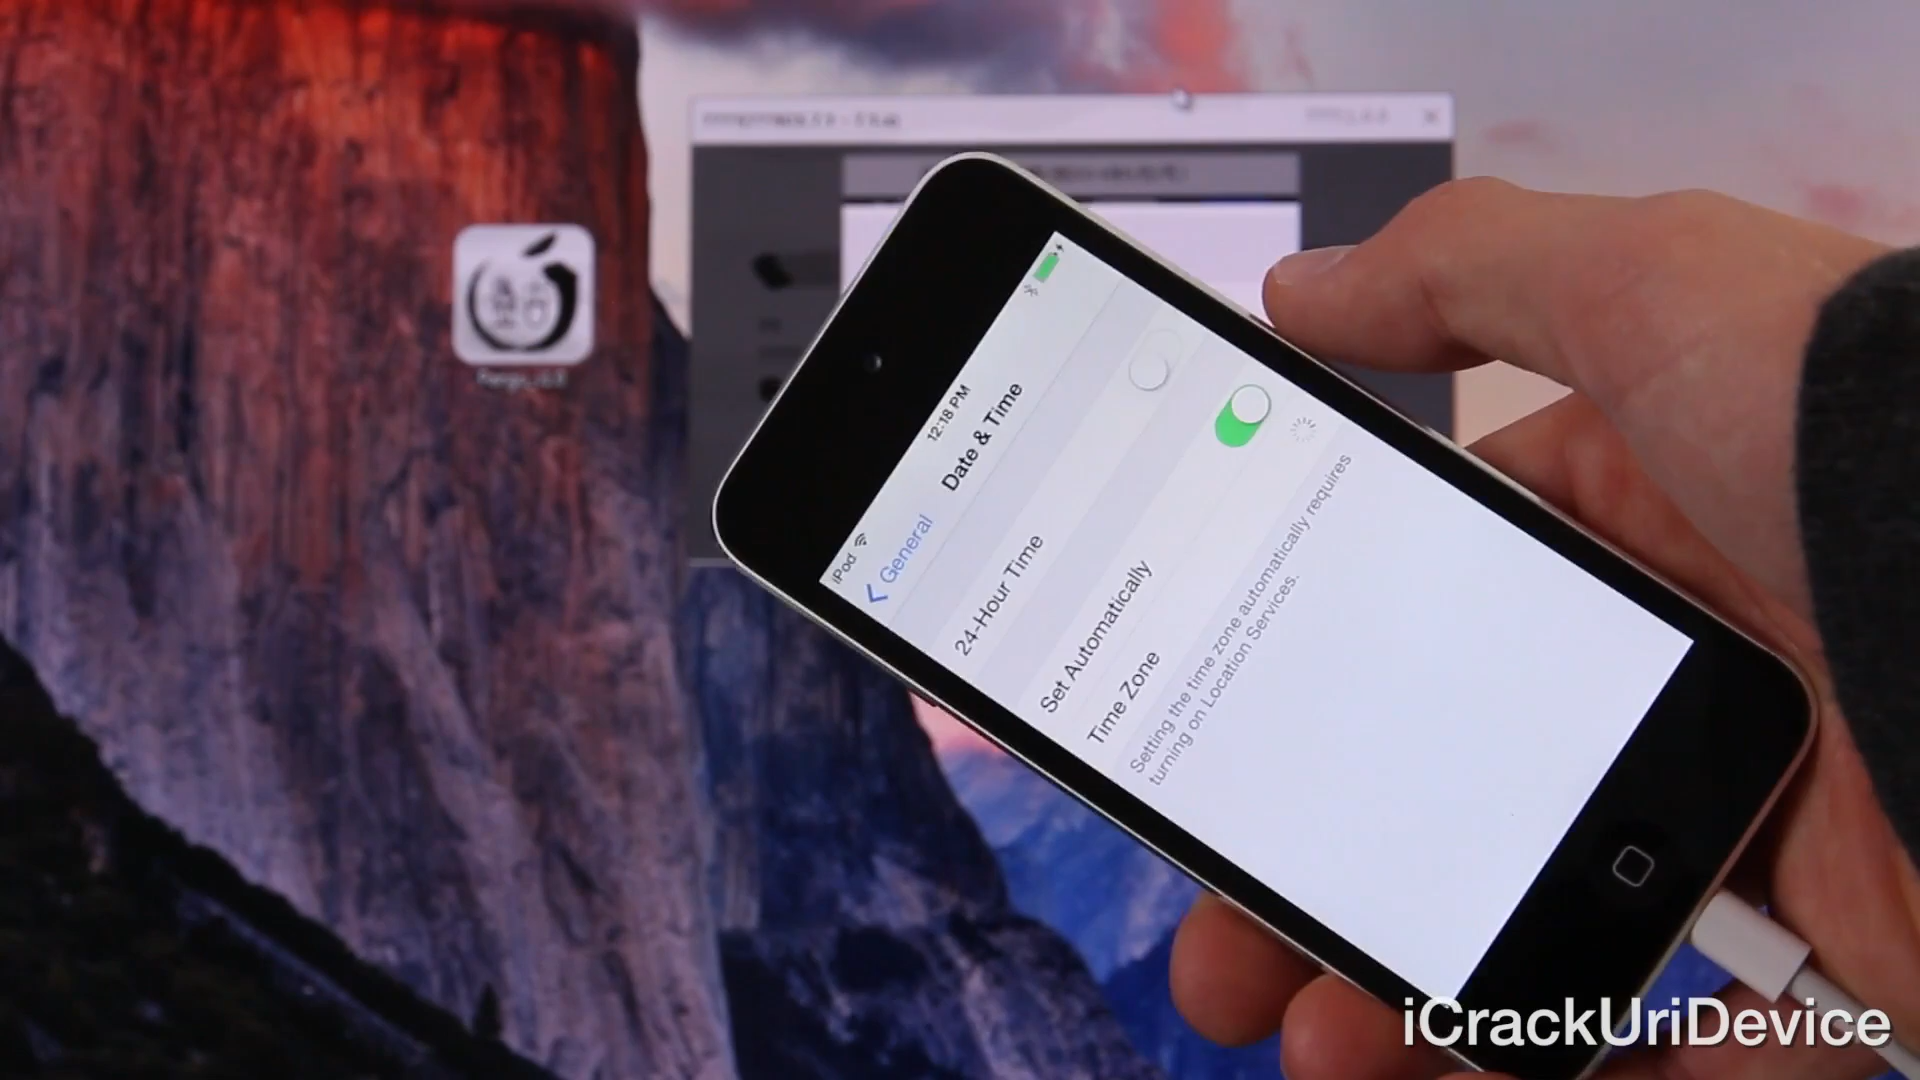 iPod
12:18 PM
General
Date & Time
24-Hour Time
Set Automatically
Time Zone
Setting the time zone automatically requires
turning on Location Services.
iCrackUriDevice